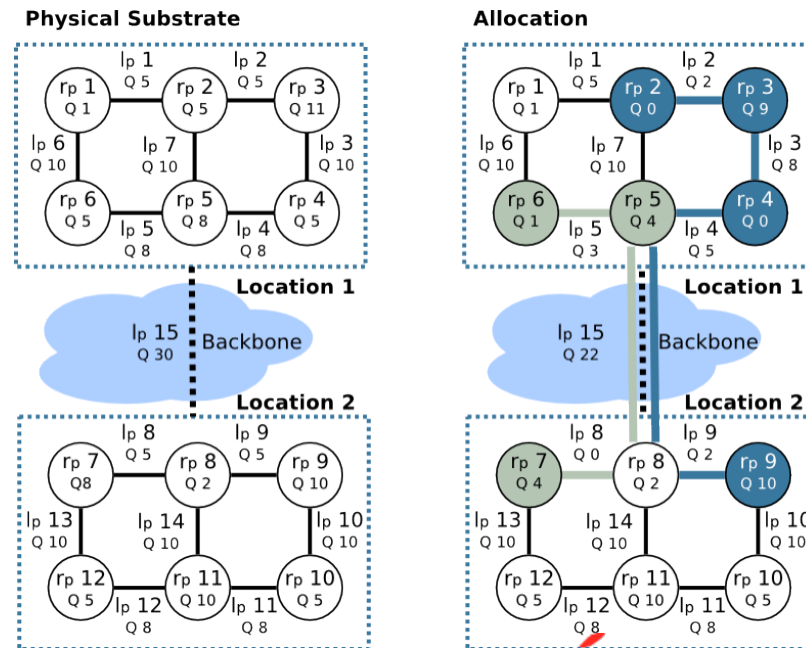 Physical Substrate
lp 1
Q 5
lp 2
Q 5
rp 1
Q 1
rp 2
Q 5
rp 3
Q 11
lp 6
Q 10
lp 7
Q 10
lp 3
Q 10
rp 6
Q 5
rp 5
Q 8
rp 4
Q 5
lp 5
Q 8
lp 4
Q 8
Location 1
lp 15
Q 30
Backbone
Location 2
lp 8
Q 5
lp 9
Q 5
rp 7
Q8
rp 8
Q 2
rp 9
Q 10
lp 13
Q 10
lp 14
Q 10
lp 10
Q 10
rp 12
Q 5
rp 11
Q 10
rp 10
Q 5
lp 12
Q 8
lp 11
Q 8
Allocation
lp 1
Q 5
lp 2
Q 2
rp 1
Q 1
rp 2
Q 0
rp 3
Q 9
lp 6
Q 10
lp 7
Q 10
lp 3
Q 8
rp 6
Q 1
rp 5
Q 4
rp 4
Q 0
lp 5
Q 3
lp 4
Q 5
Location 1
lp 15
Q 22
Backbone
Location 2
lp 8
Q 0
lp 9
Q 2
rp 7
Q 4
rp 8
Q 2
rp 9
Q 10
lp 13
Q 10
lp 14
Q 10
lp 10
Q 10
rp 12
Q 5
rp 11
Q 10
rp 10
Q 5
lp 12
Q 8
lp 11
Q 8